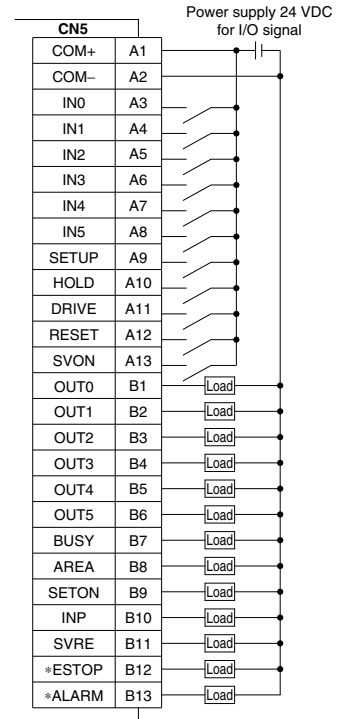 Power supply 24 VDC
for I/O signal
CN5
COM+ A1
COM– A2
IN0 A3
IN1 A4
IN2 A5
IN3 A6
IN4 A7
IN5 A8
SETUP A9
HOLD A10
DRIVE A11
RESET A12
SVON A13
OUT0 B1 Load
OUT1 B2 Load
OUT2 B3 Load
OUT3 B4 Load
OUT4 B5 Load
OUT5 B6 Load
BUSY B7 Load
AREA B8 Load
SETON B9 Load
INP B10 Load
SVRE B11 Load
∗ESTOP B12 Load
∗ALARM B13 Load